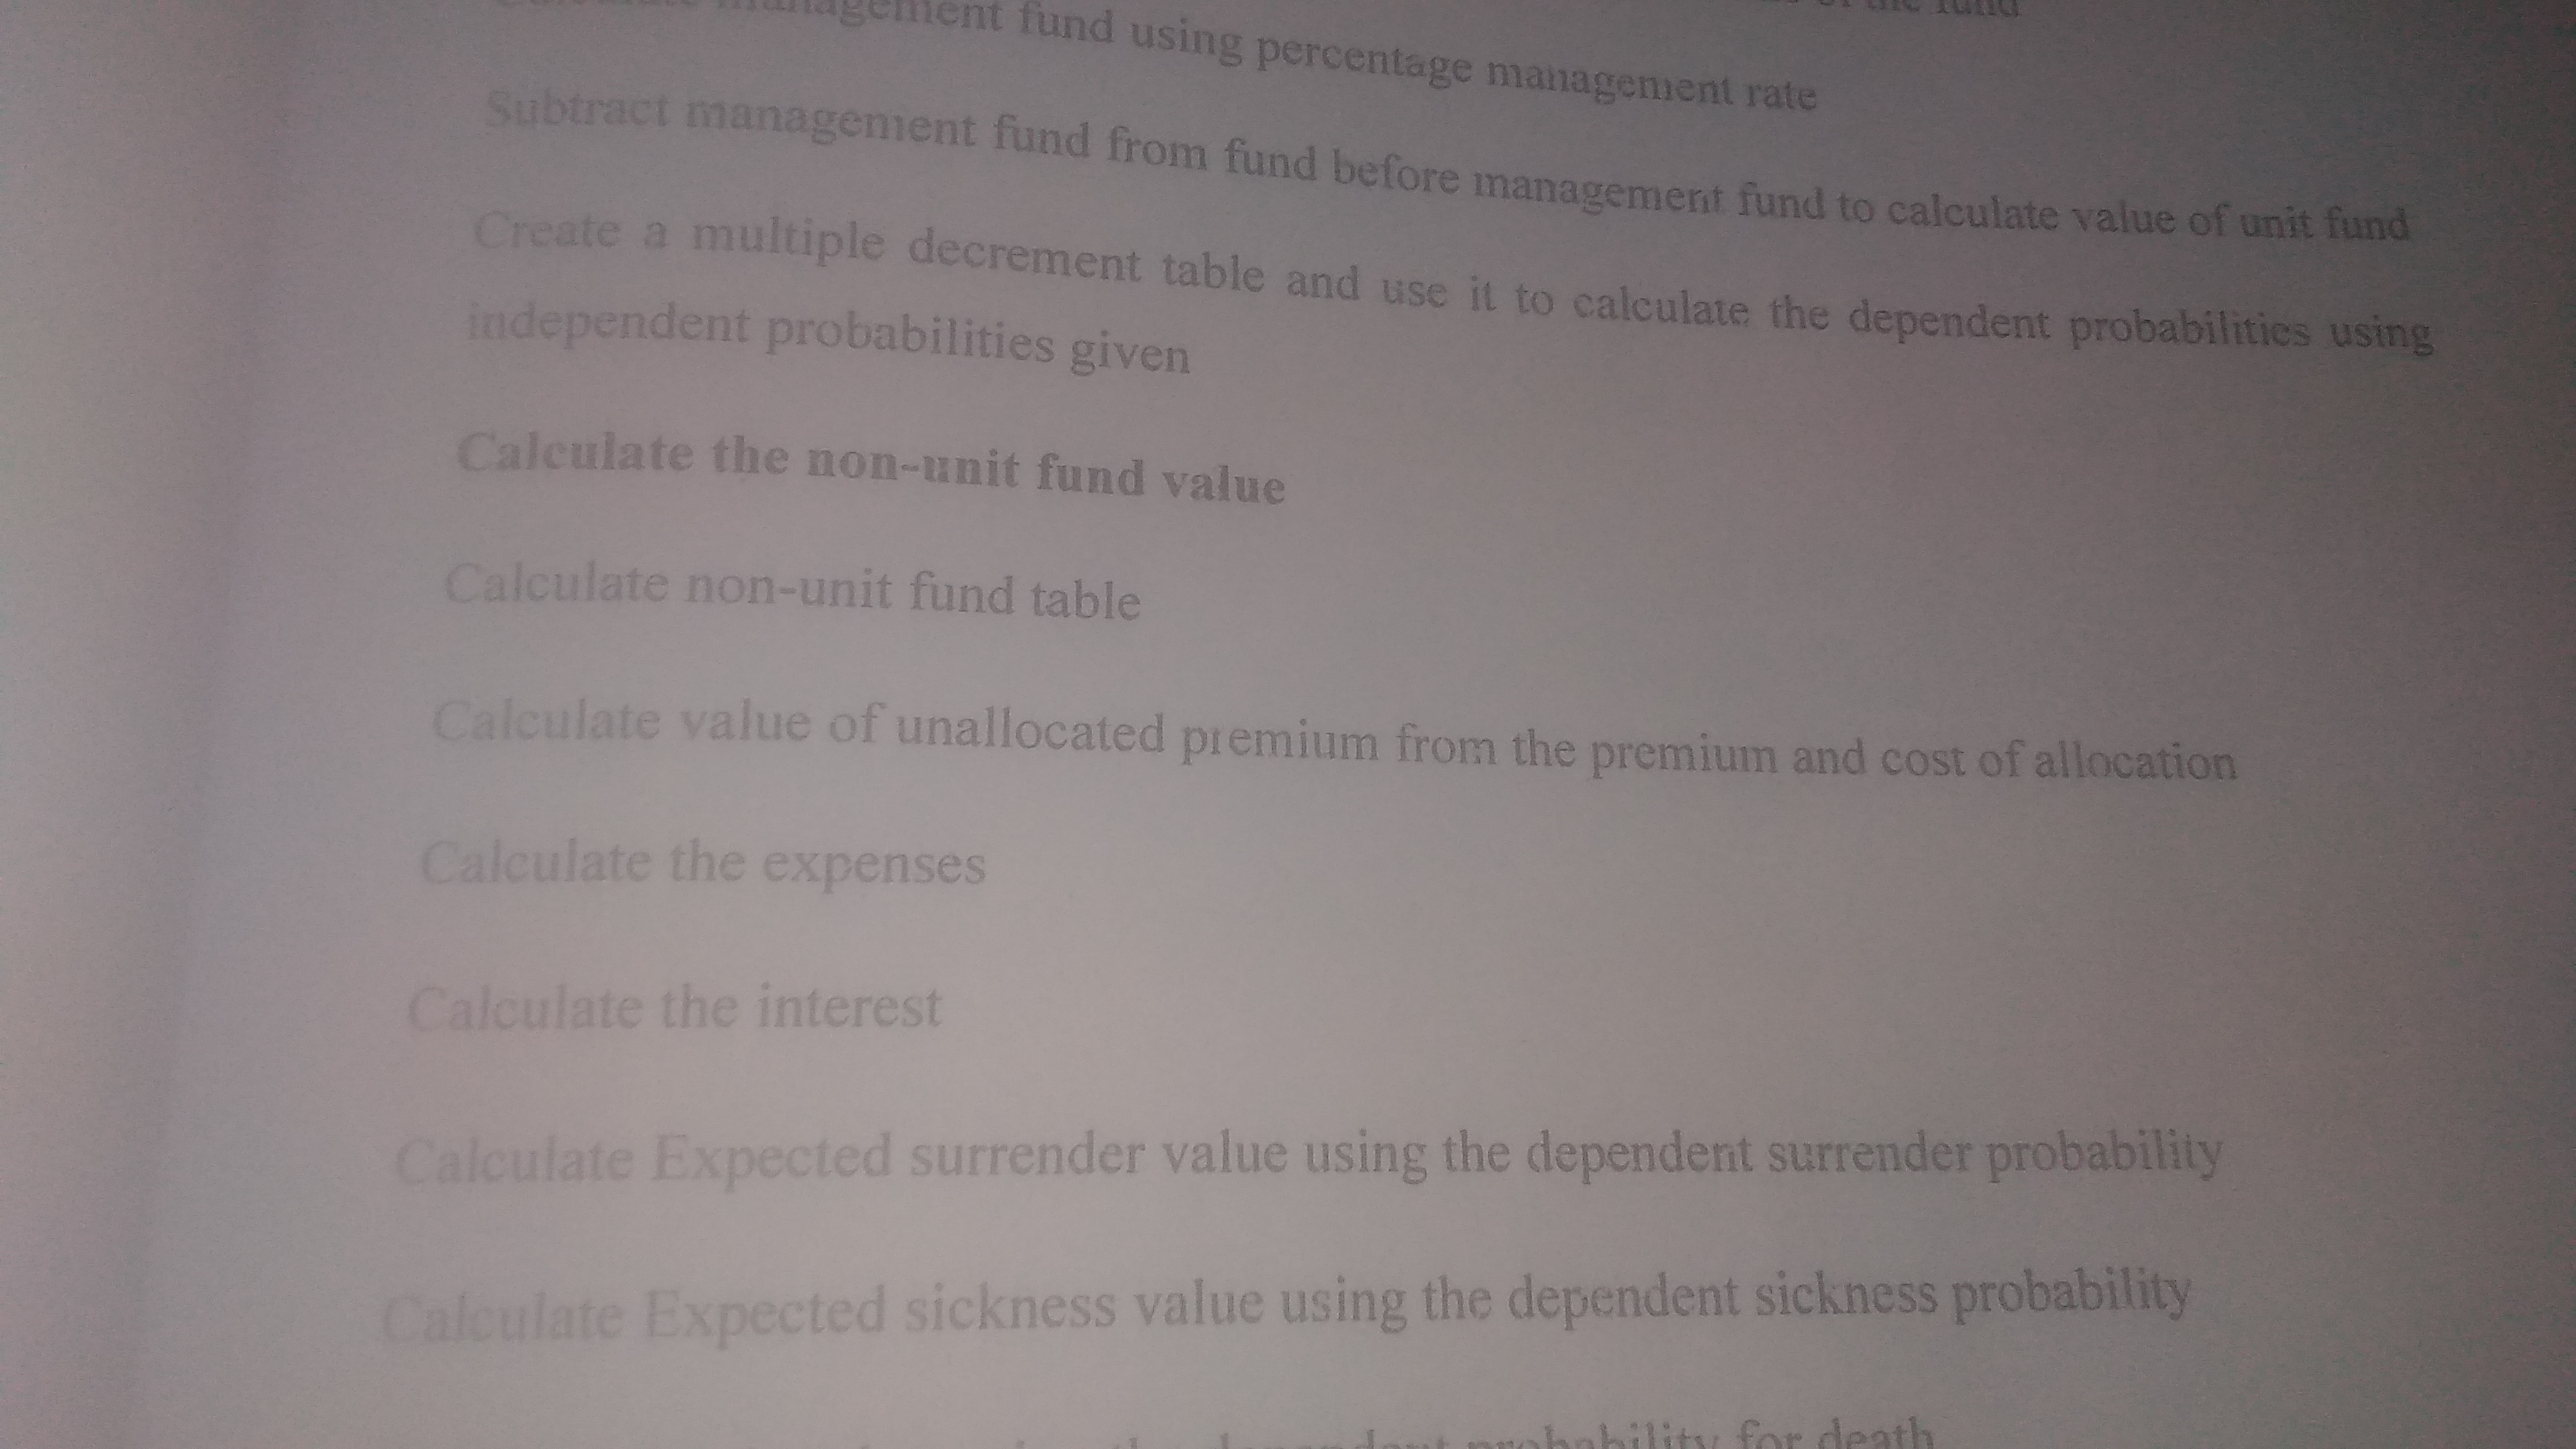 of the fund
management fund using percentage management rate
Subtract management fund from fund before management fund to calculate value of unit fund
Create a multiple decrement table and use it to calculate the dependent probabilities using
independent probabilities given
Calculate the non-unit fund value
Calculate non-unit fund table
Calculate value of unallocated premium from the premium and cost of allocation
Calculate the expenses
Calculate the interest
Calculate Expected surrender value using the dependent surrender probability
Calculate Expected sickness value using the dependent sickness probability
probability for death